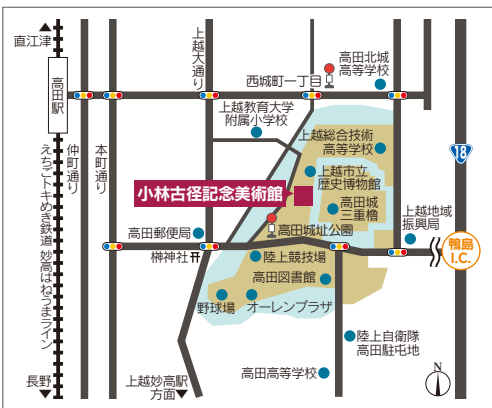 直江津
高田駅
えちごトキめき鉄道 妙高はねうまライン
長野
仲町通り
本町通り
上越大通り
西城町一丁目
高田北城
高等学校
上越教育大学
附属小学校
上越総合技術
高等学校
18
上越市立
歴史博物館
小林古径記念美術館
高田城
三重櫓
上越地域
振興局
高田郵便局
高田城址公園
鴨島
I.C.
榊神社
陸上競技場
高田図書館
野球場
オーレンプラザ
陸上自衛隊
高田駐屯地
高田高等学校
上越妙高駅
方面
N